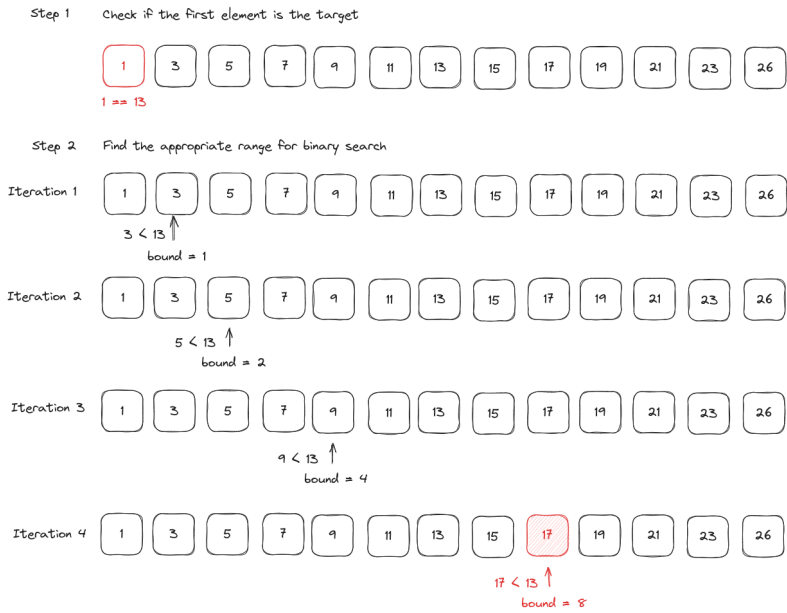 Step 1 Check if the first element is the target
1 3 5 7 9 11 13 15 17 19 21 23 26
1 == 13
Step 2 Find the appropriate range for binary search
Iteration 1 1 3 5 7 9 11 13 15 17 19 21 23 26
3 < 13
bound = 1
Iteration 2 1 3 5 7 9 11 13 15 17 19 21 23 26
5 < 13
bound = 2
Iteration 3 1 3 5 7 9 11 13 15 17 19 21 23 26
9 < 13
bound = 4
Iteration 4 1 3 5 7 9 11 13 15 17 19 21 23 26
17 < 13
bound = 8